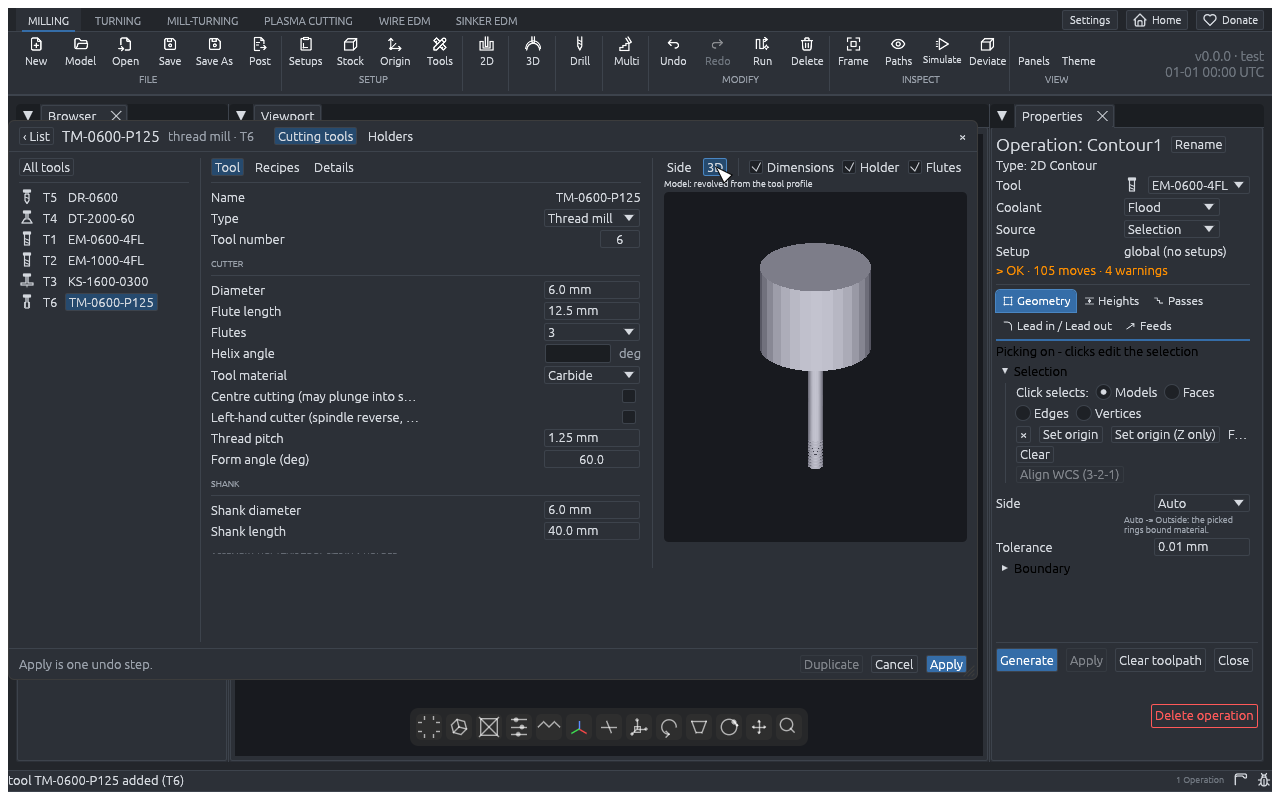 MILLING TURNING MILL-TURNING PLASMA CUTTING WIRE EDM SINKER EDM Settings Home Donate
New Model Open Save Save As Post Setups Stock Origin Tools 2D 3D Drill Multi Undo Redo Run Delete Frame Paths Simulate Deviate Panels Theme
FILE SETUP MODIFY INSPECT VIEW
v0.0.0 · test
01-01 00:00 UTC
Browser Viewport Properties
‹ List TM-0600-P125 thread mill · T6 Cutting tools Holders ×
All tools
T5 DR-0600
T4 DT-2000-60
T1 EM-0600-4FL
T2 EM-1000-4FL
T3 KS-1600-0300
T6 TM-0600-P125
Tool Recipes Details
Name TM-0600-P125
Type Thread mill
Tool number 6
CUTTER
Diameter 6.0 mm
Flute length 12.5 mm
Flutes 3
Helix angle deg
Tool material Carbide
Centre cutting (may plunge into s…
Left-hand cutter (spindle reverse, …
Thread pitch 1.25 mm
Form angle (deg) 60.0
SHANK
Shank diameter 6.0 mm
Shank length 40.0 mm
Side 3D Dimensions Holder Flutes
Model: revolved from the tool profile
Apply is one undo step. Duplicate Cancel Apply
Operation: Contour1 Rename
Type: 2D Contour
Tool EM-0600-4FL
Coolant Flood
Source Selection
Setup global (no setups)
> OK · 105 moves · 4 warnings
Geometry Heights Passes
Lead in / Lead out Feeds
Picking on - clicks edit the selection
Selection
Click selects: Models Faces
Edges Vertices
× Set origin Set origin (Z only) F…
Clear
Align WCS (3-2-1)
Side Auto
Auto -> Outside: the picked
rings bound material.
Tolerance 0.01 mm
Boundary
Generate Apply Clear toolpath Close
Delete operation
tool TM-0600-P125 added (T6) 1 Operation